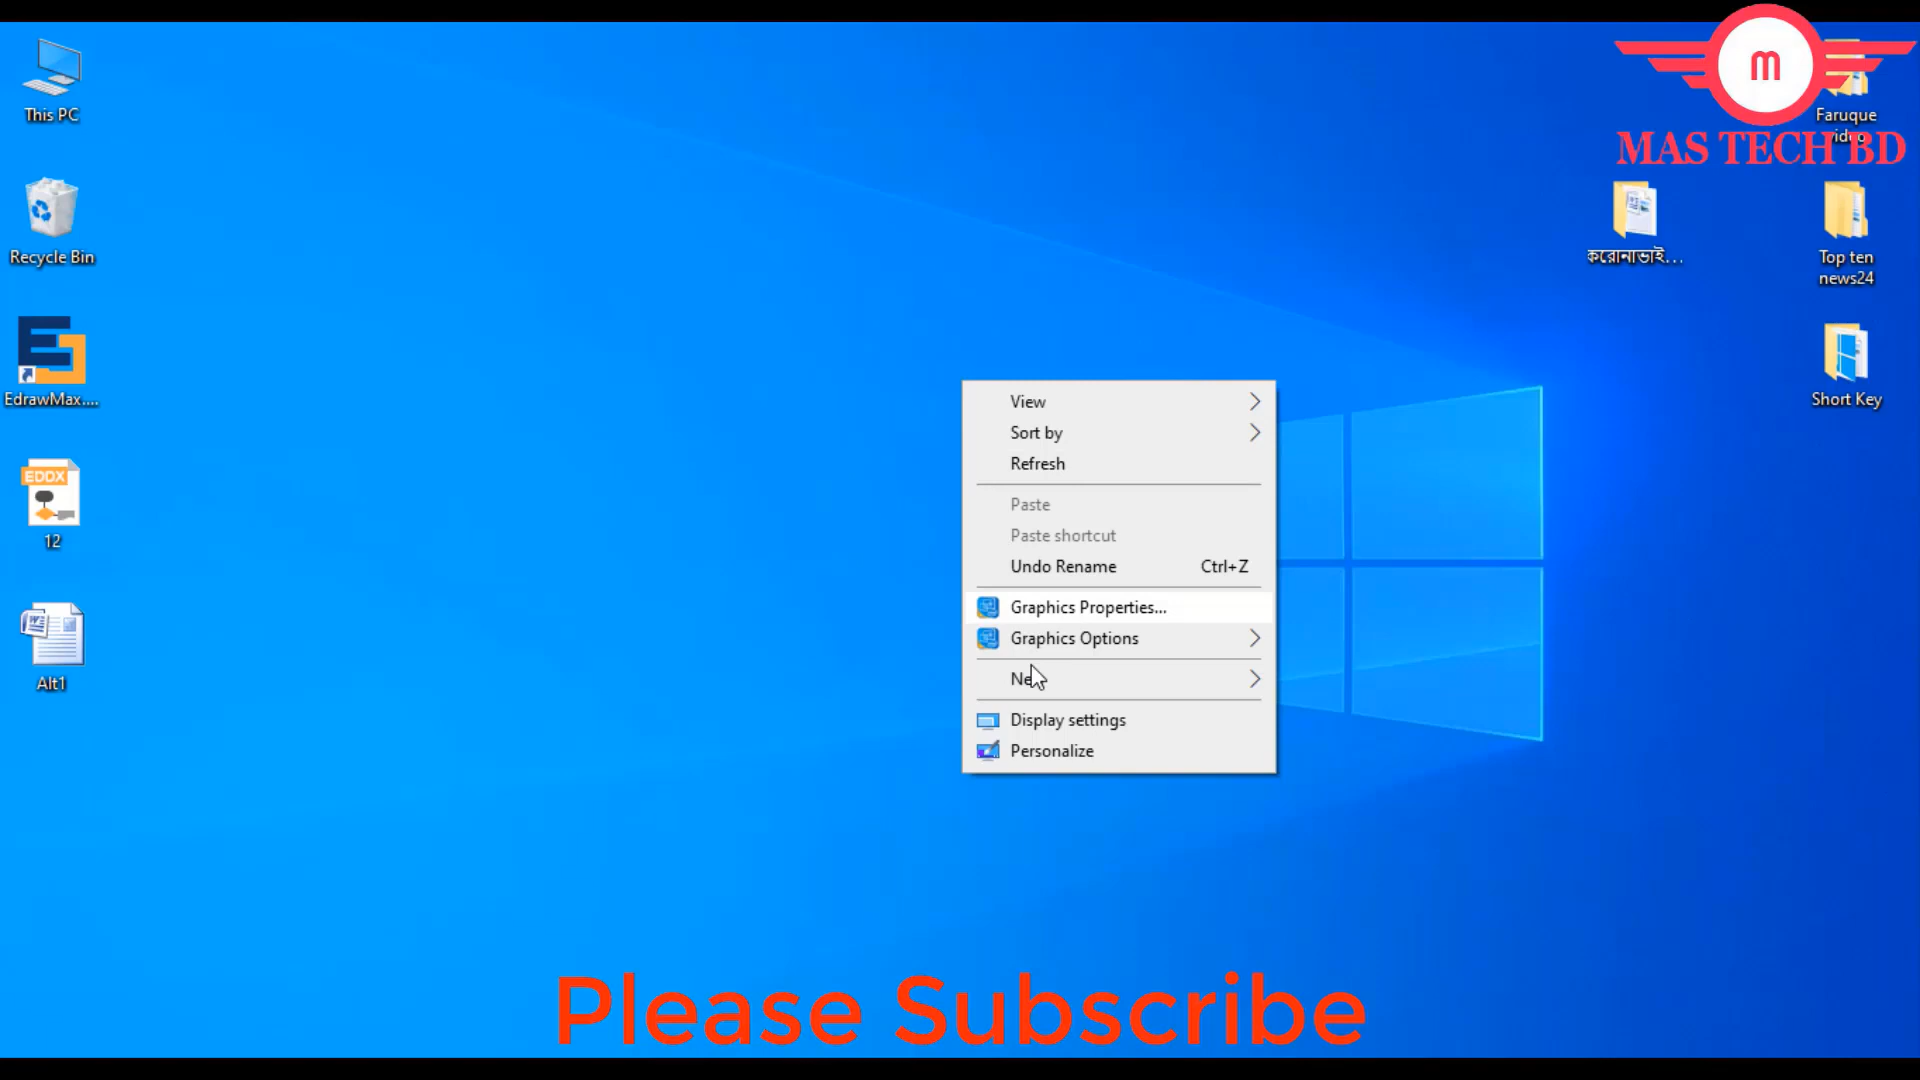 This PC
Recycle Bin
EdrawMax....
EDDX
12
Alt1
m
MAS TECH BD
Faruque
করোনাভাই...
Top ten
news24
Short Key
View
Sort by
Refresh
Paste
Paste shortcut
Undo Rename Ctrl+Z
Graphics Properties...
Graphics Options
Display settings
Personalize
Please Subscribe